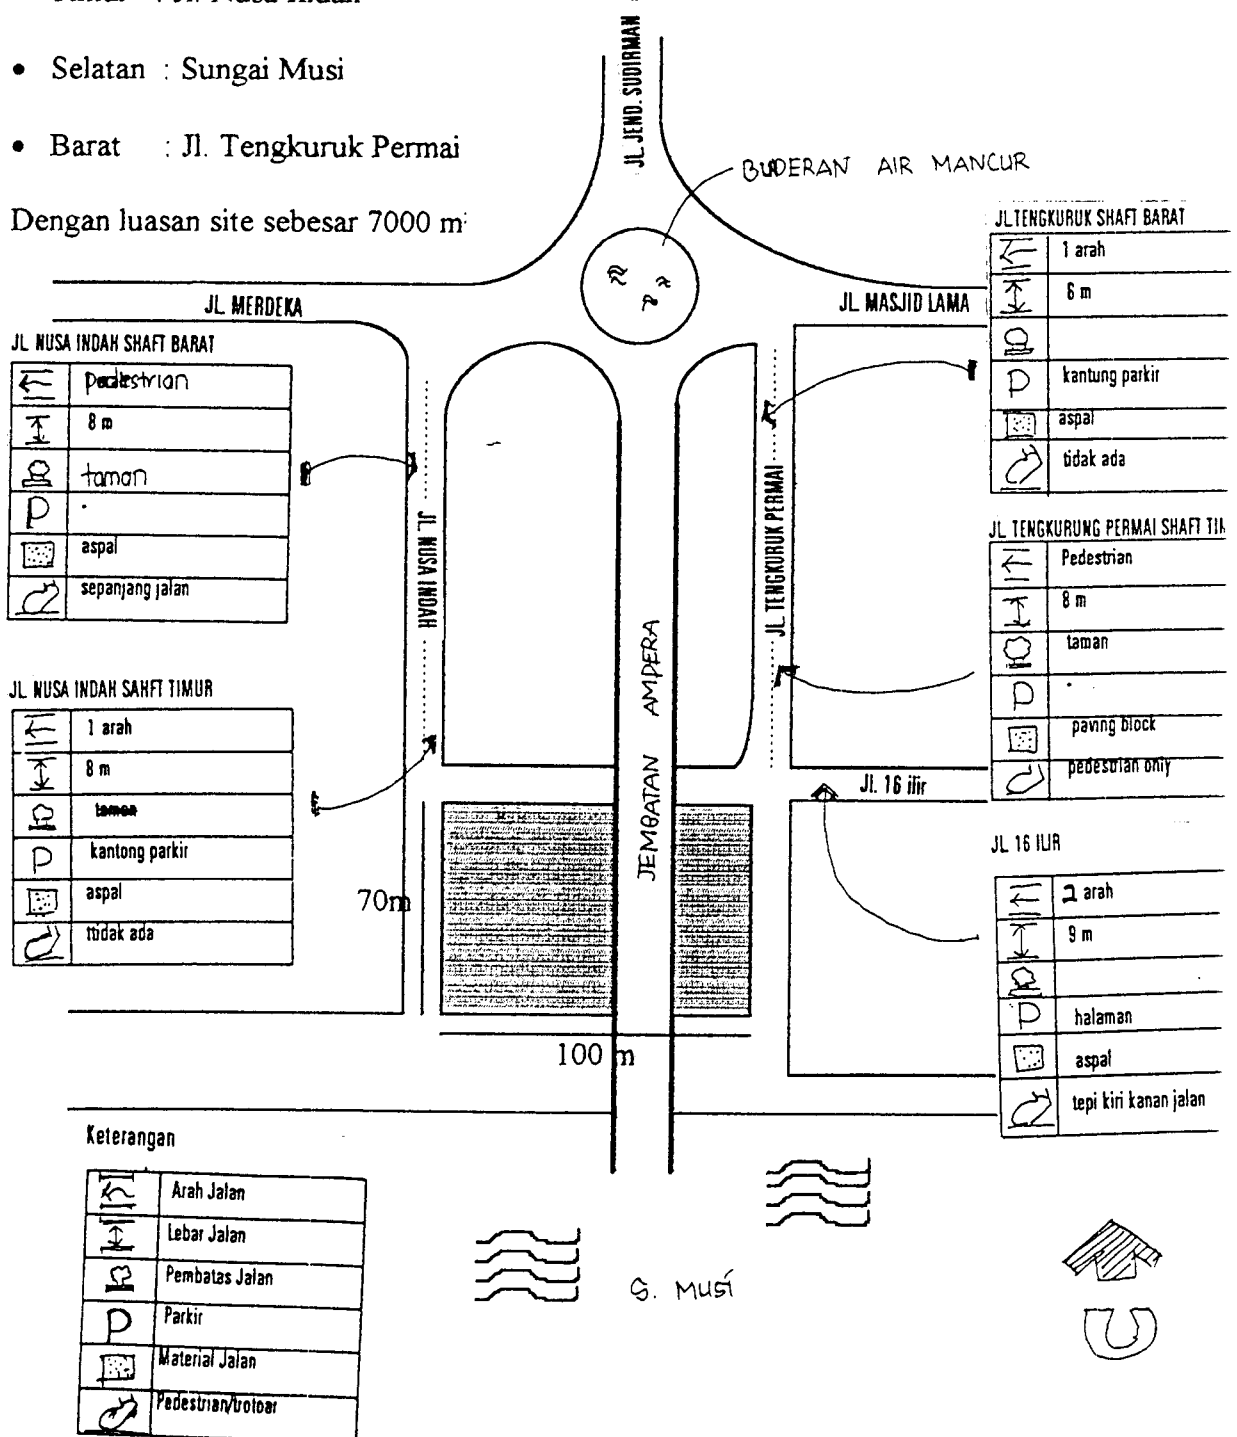 • Selatan : Sungai Musi
• Barat : Jl. Tengkuruk Permai
Dengan luasan site sebesar 7000 m²
JL JEND. SUDIRMAN
BUDERAN AIR MANCUR
JL MERDEKA
JL MASJID LAMA
JL NUSA INDAH SHAFT BARAT
pedestrian
8 m
taman
P
aspal
sepanjang jalan
JL NUSA INDAH SAHFT TIMUR
1 arah
8 m
taman
P kantong parkir
aspal
ttidak ada
JL NUSA INDAH
JEMBATAN AMPERA
JL TENGKURUK PERMAI
JL TENGKURUK SHAFT BARAT
1 arah
6 m
P kantung parkir
aspal
tidak ada
JL TENGKURUNG PERMAI SHAFT TIM
Pedestrian
8 m
taman
P
paving block
pedestrian only
Jl. 16 ilir
JL 16 ILIR
2 arah
9 m
P halaman
aspal
tepi kiri kanan jalan
70m
100 m
Keterangan
Arah Jalan
Lebar Jalan
Pembatas Jalan
P Parkir
Material Jalan
Pedestrian/trotoar
S. Musi
U